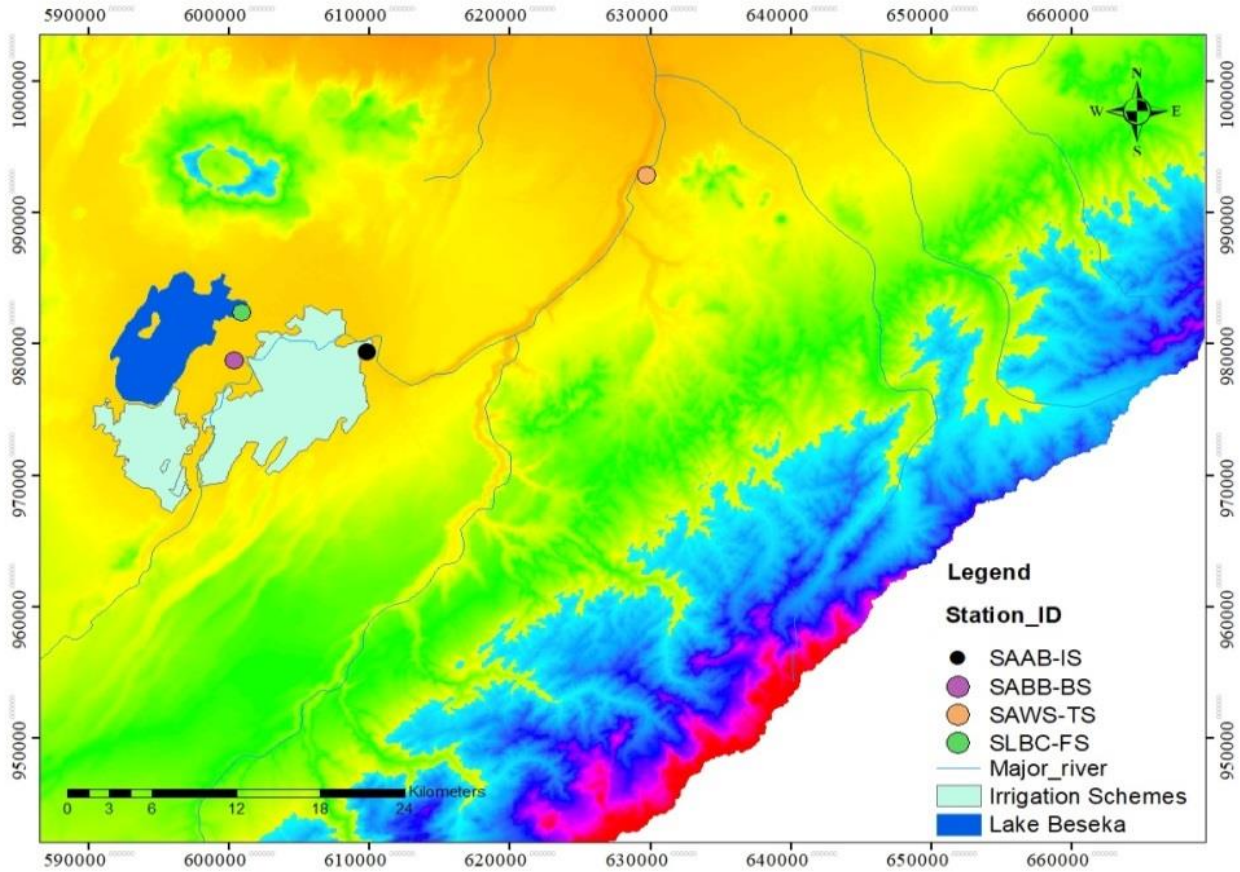 590000 600000 610000 620000 630000 640000 650000 660000
1000000 1000000
N
W E
S
990000 990000
980000 980000
970000 970000
960000 960000
950000 950000
Legend
Station_ID
SAAB-IS
SABB-BS
SAWS-TS
SLBC-FS
Major_river
Irrigation Schemes
Lake Beseka
Kilometers
0 3 6 12 18 24
590000 600000 610000 620000 630000 640000 650000 660000